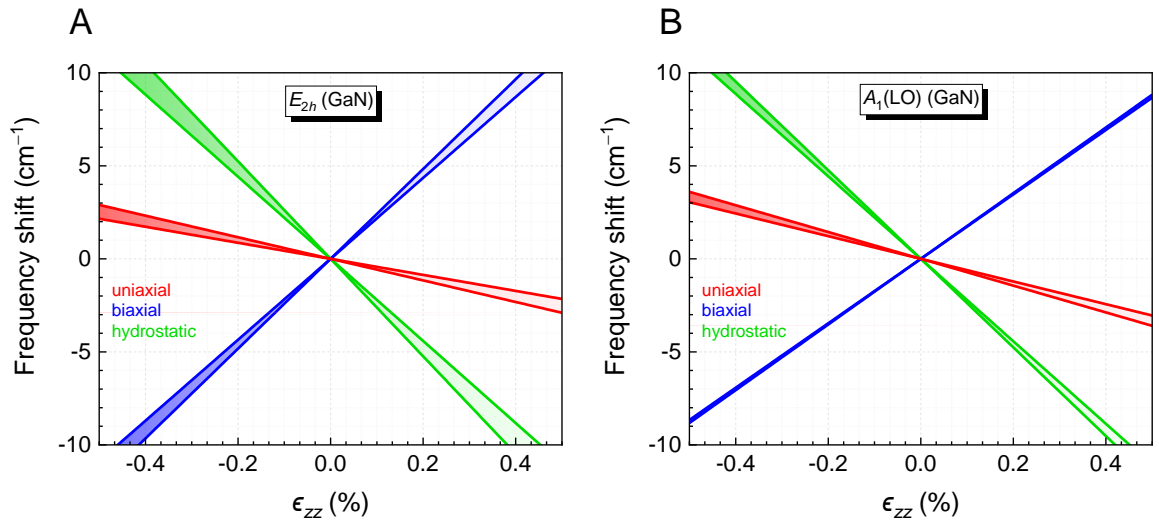 A
E2h (GaN)
Frequency shift (cm−1)
10
5
0
-5
-10
uniaxial
biaxial
hydrostatic
-0.4
-0.2
0.0
0.2
0.4
ϵzz (%)
B
A1(LO) (GaN)
Frequency shift (cm−1)
10
5
0
-5
-10
uniaxial
biaxial
hydrostatic
-0.4
-0.2
0.0
0.2
0.4
ϵzz (%)